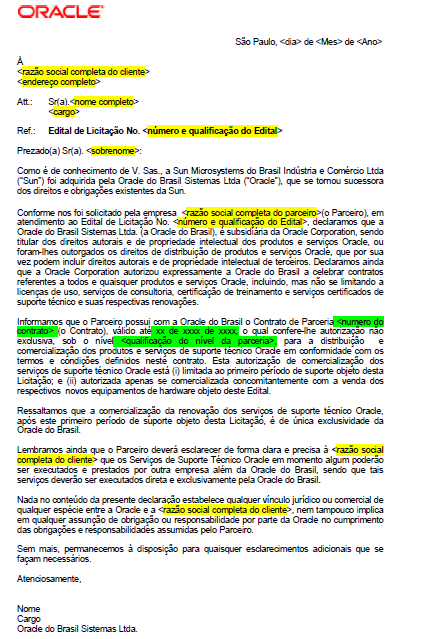 ORACLE®
São Paulo, <dia> de <Mes> de <Ano>
À
<razão social completa do cliente>
<endereço completo>
Att.: Sr(a).<nome completo>
<cargo>
Ref.: Edital de Licitação No. <número e qualificação do Edital>
Prezado(a) Sr(a). <sobrenome>:
Como é de conhecimento de V. Sas., a Sun Microsystems do Brasil Indústria e Comércio Ltda
("Sun") foi adquirida pela Oracle do Brasil Sistemas Ltda ("Oracle"), que se tornou sucessora
dos direitos e obrigações existentes da Sun.
Conforme nos foi solicitado pela empresa <razão social completa do parceiro>(o Parceiro), em
atendimento ao Edital de Licitação No. <número e qualificação do Edital>, declaramos que a
Oracle do Brasil Sistemas Ltda. (a Oracle do Brasil), é subsidiária da Oracle Corporation, sendo
titular dos direitos autorais e de propriedade intelectual dos produtos e serviços Oracle, ou
foram-lhes outorgados os direitos de distribuição de produtos e serviços Oracle, que por sua
vez podem incluir direitos autorais e de propriedade intelectual de terceiros. Declaramos ainda
que a Oracle Corporation autorizou expressamente a Oracle do Brasil a celebrar contratos
referentes a todos e quaisquer produtos e serviços Oracle, incluindo, mas não se limitando a
licenças de uso, serviços de consultoria, certificação de treinamento e serviços certificados de
suporte técnico e suas respectivas renovações.
Informamos que o Parceiro possui com a Oracle do Brasil o Contrato de Parceria <numero do
contrato> (o Contrato), válido até xx de xxxx de xxxx, o qual confere-lhe autorização não
exclusiva, sob o nível <qualificação do nível da parceria>, para a distribuição e
comercialização dos produtos e serviços de suporte técnico Oracle em conformidade com os
termos e condições definidos neste contrato. Esta autorização de comercialização dos
serviços de suporte técnico Oracle está (i) limitada ao primeiro período de suporte objeto desta
Licitação; e (ii) autorizada apenas se comercializada concomitantemente com a venda dos
respectivos novos equipamentos de hardware objeto deste Edital.
Ressaltamos que a comercialização da renovação dos serviços de suporte técnico Oracle,
após este primeiro período de suporte objeto desta Licitação, é de única exclusividade da
Oracle do Brasil.
Lembramos ainda que o Parceiro deverá esclarecer de forma clara e precisa à <razão social
completa do cliente> que os Serviços de Suporte Técnico Oracle em momento algum poderão
ser executados e prestados por outra empresa além da Oracle do Brasil, sendo que tais
serviços deverão ser executados direta e exclusivamente pela Oracle do Brasil.
Nada no conteúdo da presente declaração estabelece qualquer vínculo jurídico ou comercial de
qualquer espécie entre a Oracle e a <razão social completa do cliente>, nem tampouco implica
em qualquer assunção de obrigação ou responsabilidade por parte da Oracle no cumprimento
das obrigações e responsabilidades assumidas pelo Parceiro.
Sem mais, permanecemos à disposição para quaisquer esclarecimentos adicionais que se
façam necessários.
Atenciosamente,
Nome
Cargo
Oracle do Brasil Sistemas Ltda.